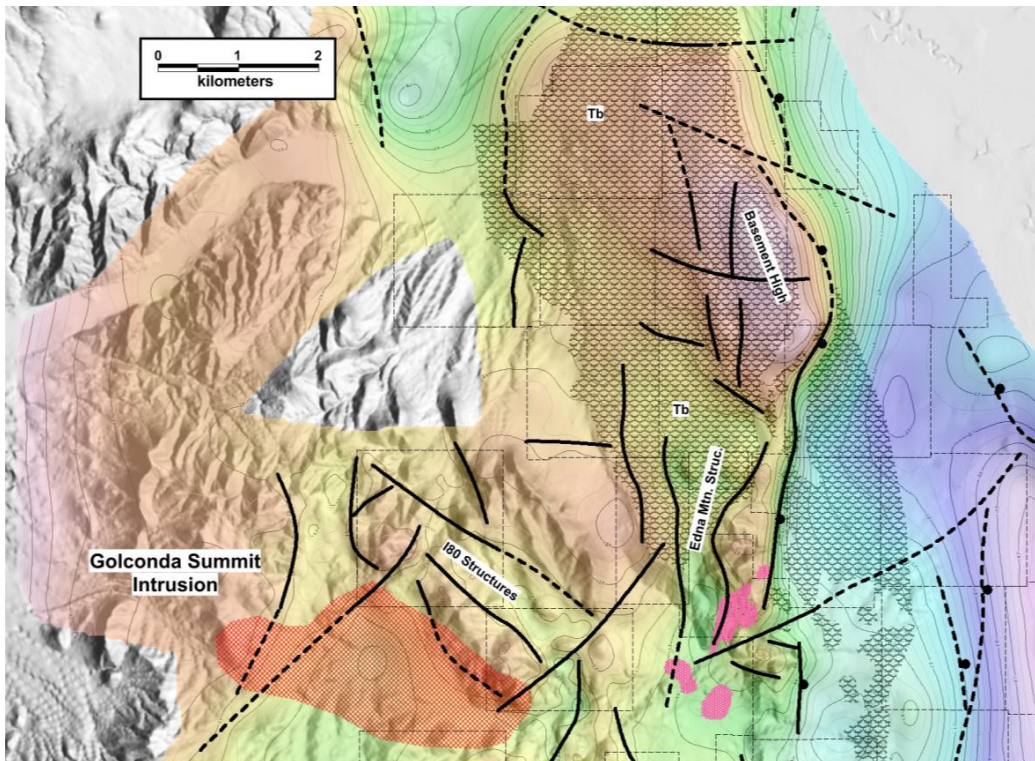 0 1 2
kilometers
Tb
Basement High
Tb
Edna Mtn. Struc.
I80 Structures
Golconda Summit
Intrusion